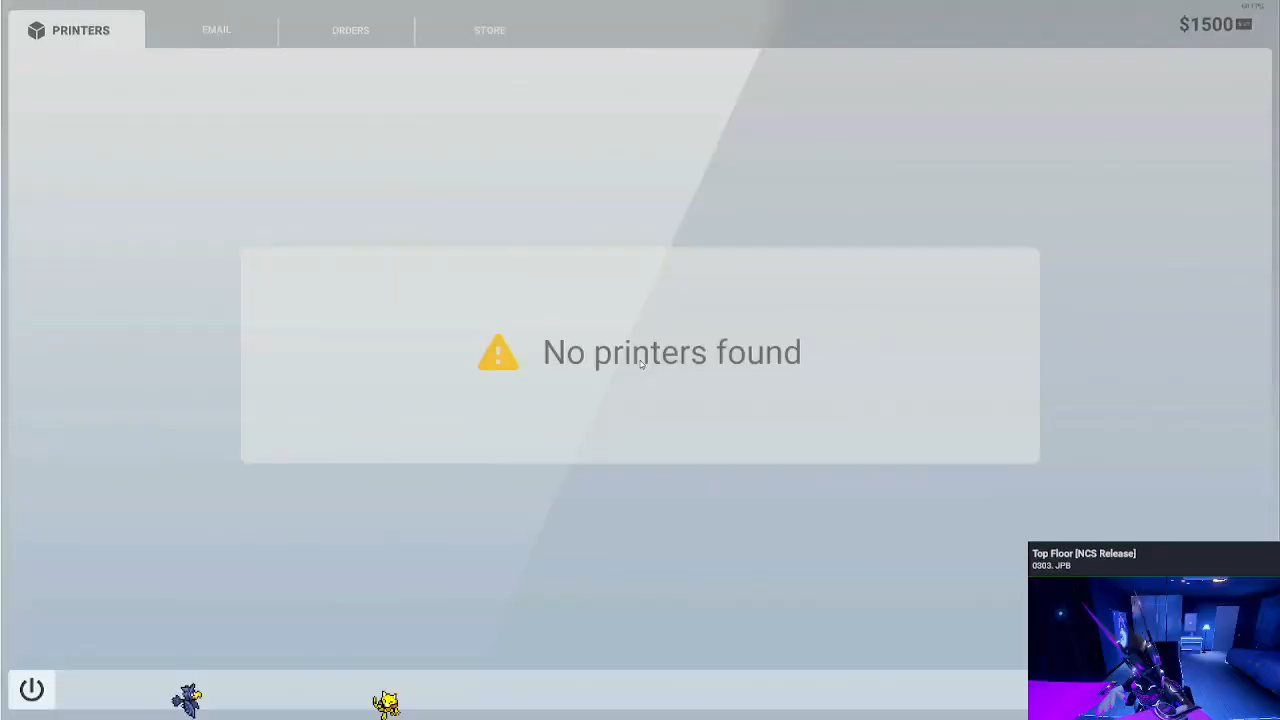 PRINTERS
EMAIL
ORDERS
STORE
$1500
No printers found
Top Floor [NCS Release]
0303. JPB